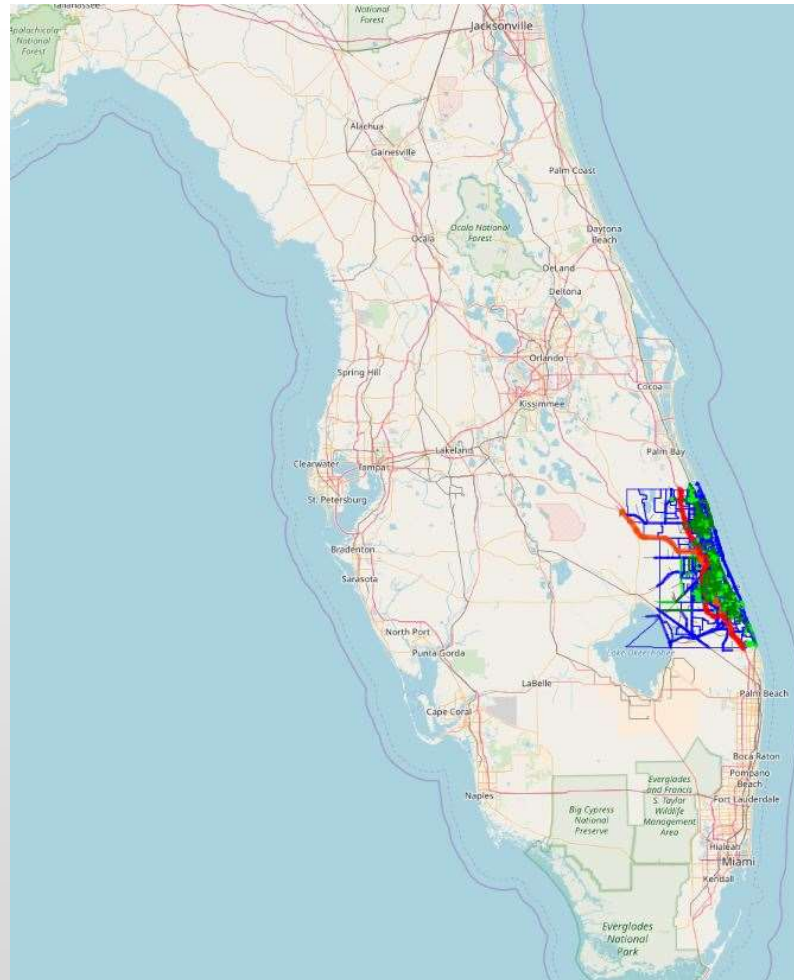 Tallahassee
National
Forest
Jacksonville
Apalachicola
National
Forest
Alachua
Gainesville
Palm Coast
Ocala National
Forest
Ocala
Daytona
Beach
DeLand
Deltona
Orlando
Spring Hill
Cocoa
Kissimmee
Lakeland
Palm Bay
Clearwater
Tampa
St. Petersburg
Bradenton
Sarasota
North Port
Punta Gorda
Lake Okeechobee
LaBelle
Palm Beach
Cape Coral
Boca Raton
Pompano
Beach
Everglades
and Francis
S. Taylor
Wildlife
Management
Area
Naples
Big Cypress
National
Preserve
Fort Lauderdale
Hialeah
Miami
Kendall
Everglades
National
Park